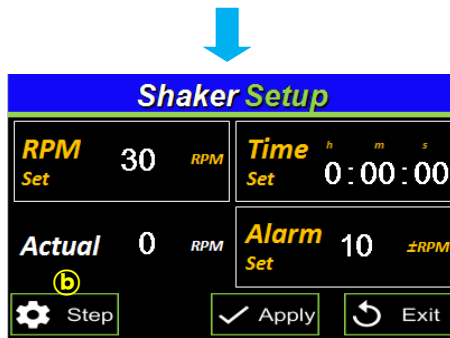 Shaker Setup
RPM Set 30 RPM
Time Set h m s 0:00:00
Actual 0 RPM
Alarm Set 10 ±RPM
ⓑ
Step Apply Exit